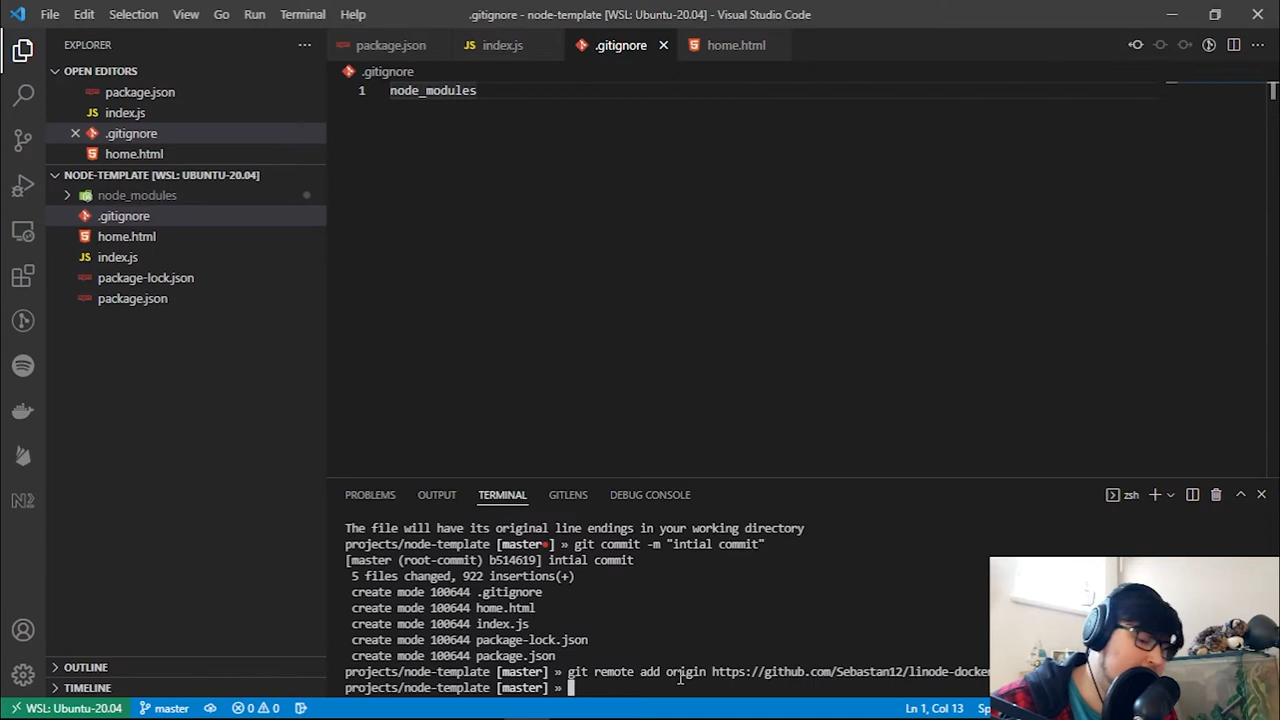 File Edit Selection View Go Run Terminal Help
.gitignore - node-template [WSL: Ubuntu-20.04] - Visual Studio Code
EXPLORER
OPEN EDITORS
package.json
index.js
.gitignore
home.html
NODE-TEMPLATE [WSL: UBUNTU-20.04]
node_modules
.gitignore
home.html
JS index.js
package-lock.json
package.json
OUTLINE
TIMELINE
package.json JS index.js .gitignore home.html
.gitignore
1 node_modules
PROBLEMS OUTPUT TERMINAL GITLENS DEBUG CONSOLE
zsh
The file will have its original line endings in your working directory
projects/node-template [master•] » git commit -m "intial commit"
[master (root-commit) b514619] intial commit
5 files changed, 922 insertions(+)
create mode 100644 .gitignore
create mode 100644 home.html
create mode 100644 index.js
create mode 100644 package-lock.json
create mode 100644 package.json
projects/node-template [master] » git remote add origin https://github.com/Sebastan12/linode-docker
projects/node-template [master] »
WSL: Ubuntu-20.04 master 0 0 Ln 1, Col 13